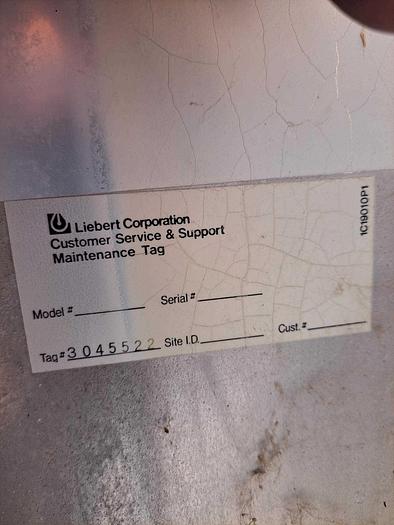 Liebert Corporation
Customer Service & Support
Maintenance Tag
1C19010P1
Model #
Serial #
Tag # 3045522
Site I.D.
Cust. #